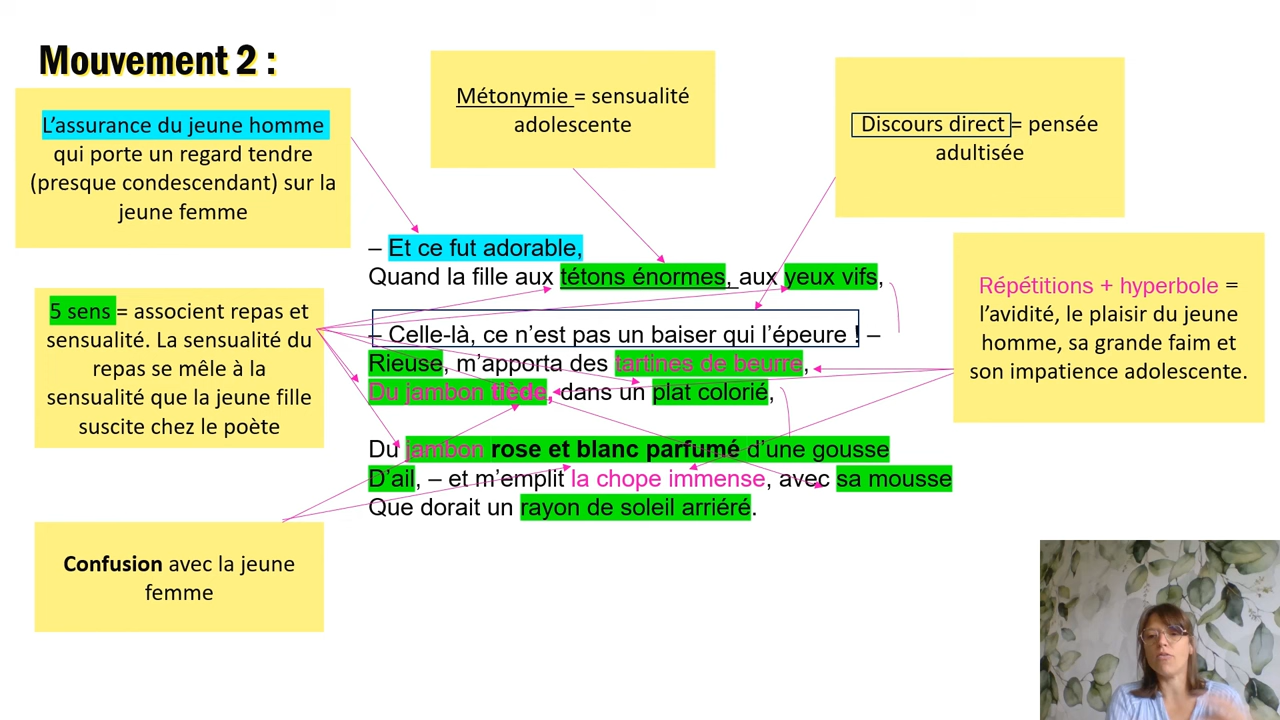 Mouvement 2 :
L’assurance du jeune homme
qui porte un regard tendre
(presque condescendant) sur la
jeune femme
Métonymie = sensualité
adolescente
Discours direct = pensée
adultisée
5 sens = associent repas et
sensualité. La sensualité du
repas se mêle à la
sensualité que la jeune fille
suscite chez le poète
– Et ce fut adorable,
Quand la fille aux tétons énormes, aux yeux vifs,
– Celle-là, ce n’est pas un baiser qui l’épeure ! –
Rieuse, m’apporta des tartines de beurre,
Du jambon tiède, dans un plat colorié,
Du jambon rose et blanc parfumé d’une gousse
D’ail, – et m’emplit la chope immense, avec sa mousse
Que dorait un rayon de soleil arriéré.
Répétitions + hyperbole =
l’avidité, le plaisir du jeune
homme, sa grande faim et
son impatience adolescente.
Confusion avec la jeune
femme